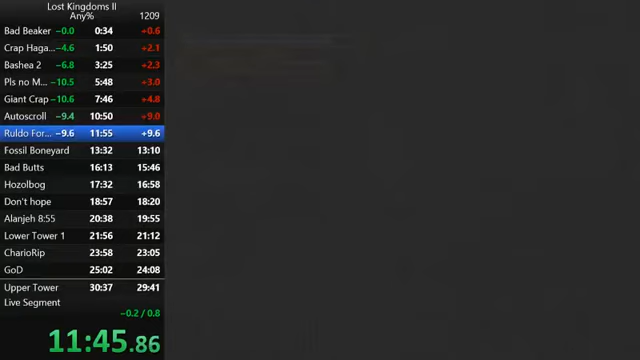 Lost Kingdoms II
Any% 1209
Bad Beaker −0.0 0:34 +0.6
Crap Haga... −4.6 1:50 +2.1
Bashea 2 −6.8 3:25 +2.3
Pls no M... −10.5 5:48 +3.0
Giant Crap −10.6 7:46 +4.8
Autoscroll −9.4 10:50 +9.0
Ruldo For... −9.6 11:55 +9.6
Fossil Boneyard 13:32 13:10
Bad Butts 16:13 15:46
Hozolbog 17:32 16:58
Don't hope 18:57 18:20
Alanjeh 8:55 20:38 19:55
Lower Tower 1 21:56 21:12
CharioRip 23:58 23:05
GoD 25:02 24:08
Upper Tower 30:37 29:41
Live Segment
−0.2 / 0.8
11:45.86